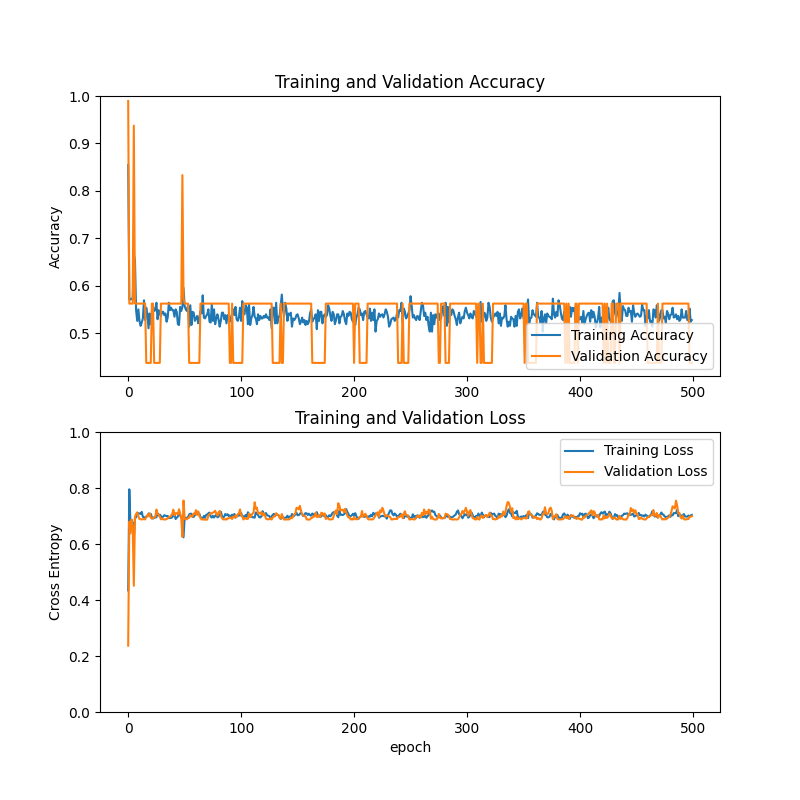 Training and Validation Accuracy
1.0
0.9
0.8
0.7
0.6
0.5
Accuracy
Training Accuracy
Validation Accuracy
0
100
200
300
400
500
Training and Validation Loss
1.0
0.8
0.6
0.4
0.2
0.0
Cross Entropy
Training Loss
Validation Loss
0
100
200
300
400
500
epoch